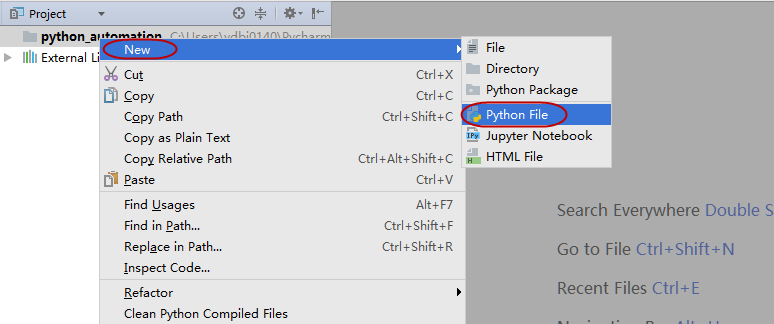 Project
python_automation C:\Users\ydbi0140\Pycharm
External Li
New
Cut Ctrl+X
Copy Ctrl+C
Copy Path Ctrl+Shift+C
Copy as Plain Text
Copy Relative Path Ctrl+Alt+Shift+C
Paste Ctrl+V
Find Usages Alt+F7
Find in Path... Ctrl+Shift+F
Replace in Path... Ctrl+Shift+R
Inspect Code...
Refactor
Clean Python Compiled Files
File
Directory
Python Package
Python File
Jupyter Notebook
HTML File
Search Everywhere Double S
Go to File Ctrl+Shift+N
Recent Files Ctrl+E